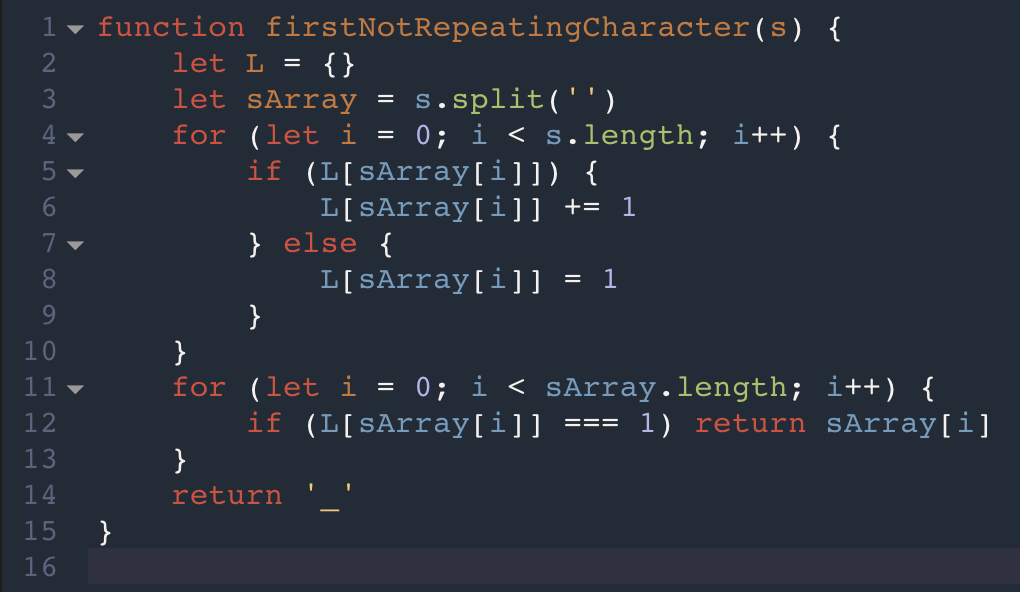 1 function firstNotRepeatingCharacter(s) {
2     let L = {}
3     let sArray = s.split('')
4     for (let i = 0; i < s.length; i++) {
5         if (L[sArray[i]]) {
6             L[sArray[i]] += 1
7         } else {
8             L[sArray[i]] = 1
9         }
10     }
11     for (let i = 0; i < sArray.length; i++) {
12         if (L[sArray[i]] === 1) return sArray[i]
13     }
14     return '_'
15 }
16